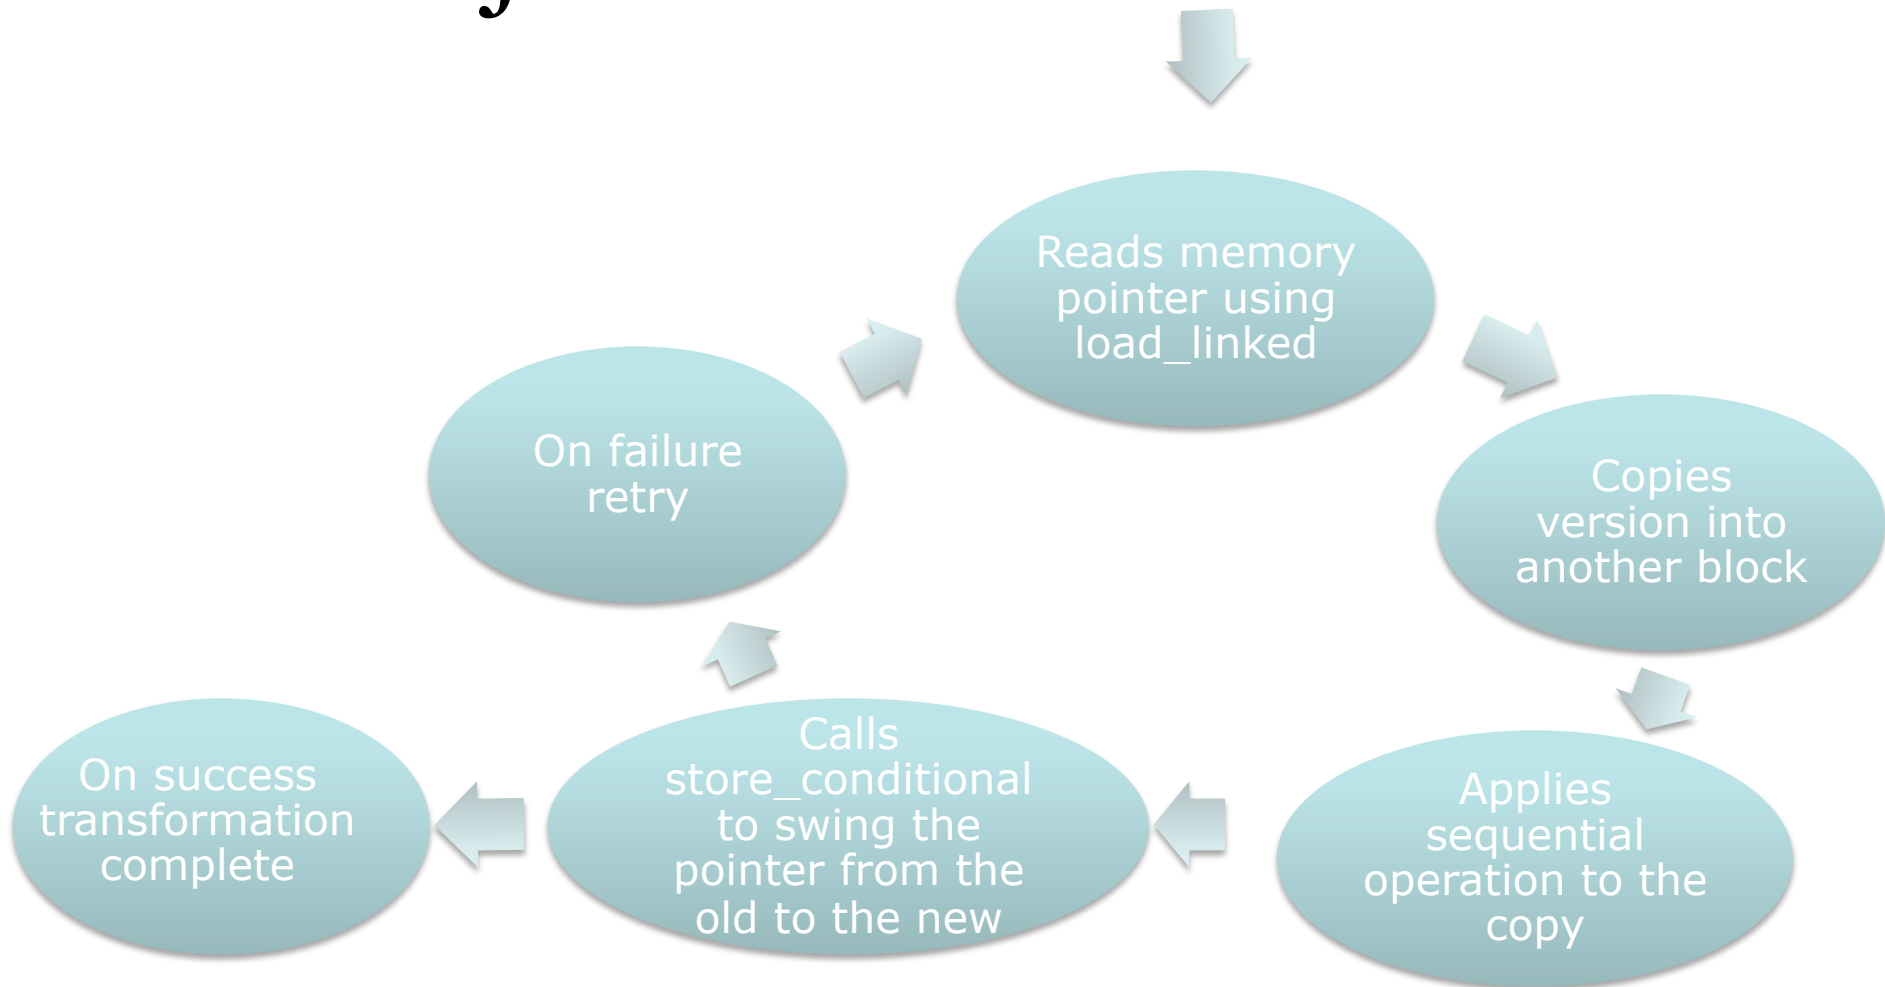 Reads memory
pointer using
load_linked
On failure
retry
Copies
version into
another block
On success
transformation
complete
Calls
store_conditional
to swing the
pointer from the
old to the new
Applies
sequential
operation to the
copy